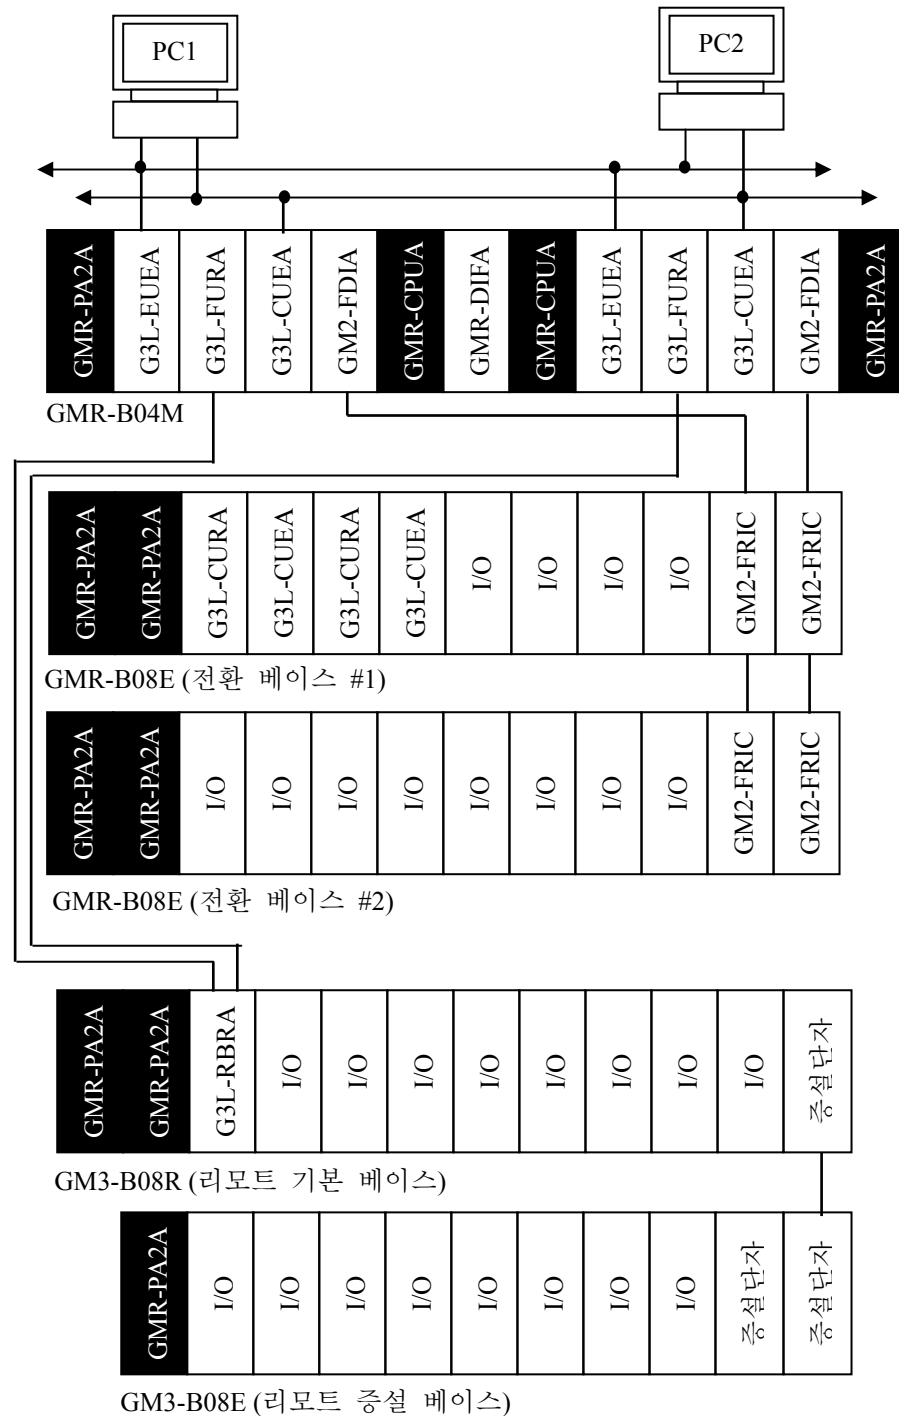 PC1
PC2
GMR-PA2A
G3L-EUEA
G3L-FURA
G3L-CUEA
GM2-FDIA
GMR-CPUA
GMR-DIFA
GMR-CPUA
G3L-EUEA
G3L-FURA
G3L-CUEA
GM2-FDIA
GMR-PA2A
GMR-B04M
GMR-PA2A
GMR-PA2A
G3L-CURA
G3L-CUEA
G3L-CURA
G3L-CUEA
I/O
I/O
I/O
I/O
GM2-FRIC
GM2-FRIC
GMR-B08E (전환 베이스 #1)
GMR-PA2A
GMR-PA2A
I/O
I/O
I/O
I/O
I/O
I/O
I/O
I/O
GM2-FRIC
GM2-FRIC
GMR-B08E (전환 베이스 #2)
GMR-PA2A
GMR-PA2A
G3L-RBRA
I/O
I/O
I/O
I/O
I/O
I/O
I/O
I/O
증설단자
GM3-B08R (리모트 기본 베이스)
GMR-PA2A
I/O
I/O
I/O
I/O
I/O
I/O
I/O
I/O
증설단자
증설단자
GM3-B08E (리모트 증설 베이스)